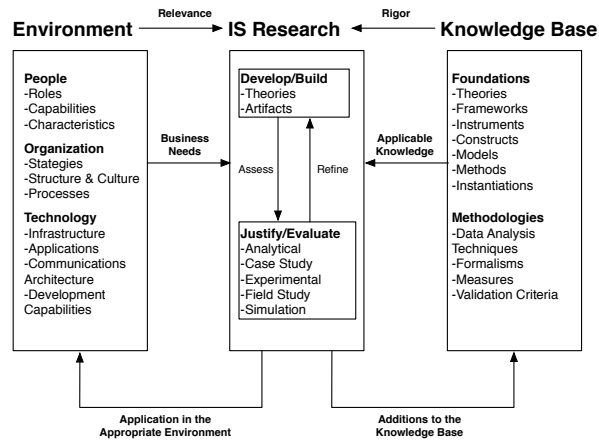 Environment
Relevance
IS Research
Rigor
Knowledge Base
People
-Roles
-Capabilities
-Characteristics
Organization
-Stategies
-Structure & Culture
-Processes
Technology
-Infrastructure
-Applications
-Communications
Architecture
-Development
Capabilities
Business
Needs
Develop/Build
-Theories
-Artifacts
Assess
Refine
Justify/Evaluate
-Analytical
-Case Study
-Experimental
-Field Study
-Simulation
Applicable
Knowledge
Foundations
-Theories
-Frameworks
-Instruments
-Constructs
-Models
-Methods
-Instantiations
Methodologies
-Data Analysis
Techniques
-Formalisms
-Measures
-Validation Criteria
Application in the
Appropriate Environment
Additions to the
Knowledge Base